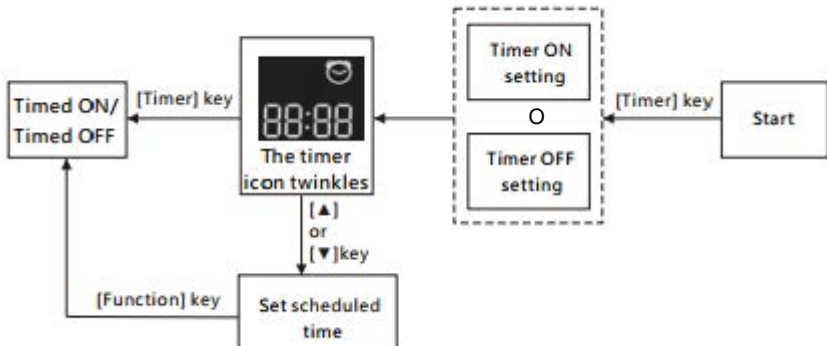 Timed ON/
Timed OFF
[Timer] key
88:88
The timer
icon twinkles
Timer ON
setting
O
Timer OFF
setting
[Timer] key
Start
[▲]
or
[▼]key
[Function] key
Set scheduled
time